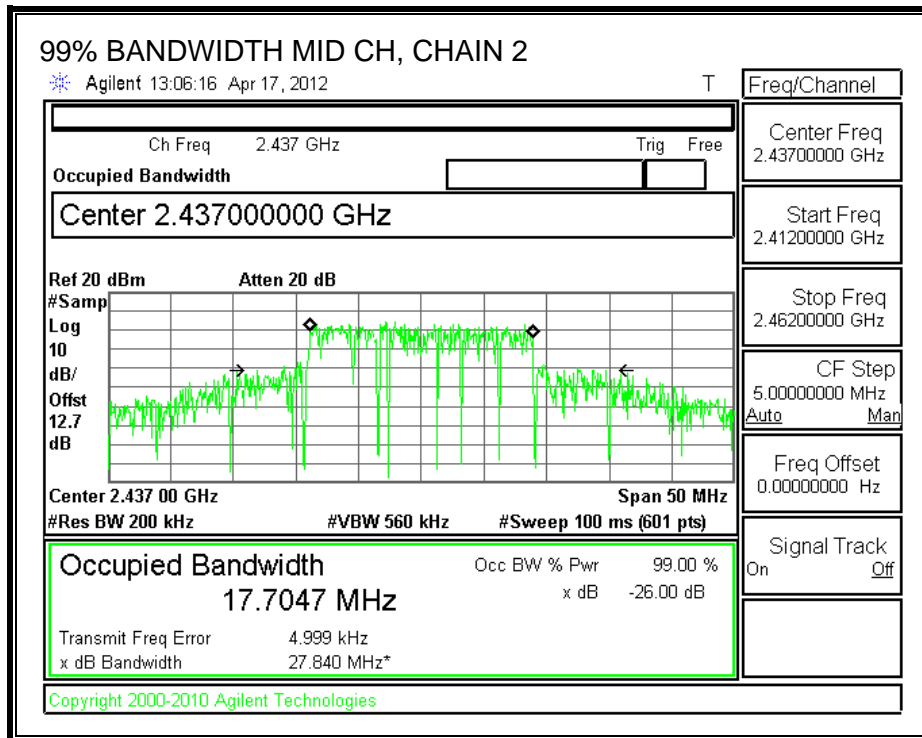 99% BANDWIDTH MID CH, CHAIN 2
Agilent 13:06:16 Apr 17, 2012 T
Ch Freq 2.437 GHz Trig Free
Occupied Bandwidth
Center 2.437000000 GHz
Ref 20 dBm Atten 20 dB
#Samp
Log
10
dB/
Offst
12.7
dB
Center 2.437 00 GHz Span 50 MHz
#Res BW 200 kHz #VBW 560 kHz #Sweep 100 ms (601 pts)
Occupied Bandwidth
17.7047 MHz
Occ BW % Pwr 99.00 %
x dB -26.00 dB
Transmit Freq Error 4.999 kHz
x dB Bandwidth 27.840 MHz*
Copyright 2000-2010 Agilent Technologies
Freq/Channel
Center Freq
2.43700000 GHz
Start Freq
2.41200000 GHz
Stop Freq
2.46200000 GHz
CF Step
5.00000000 MHz
Auto Man
Freq Offset
0.00000000 Hz
Signal Track
On Off